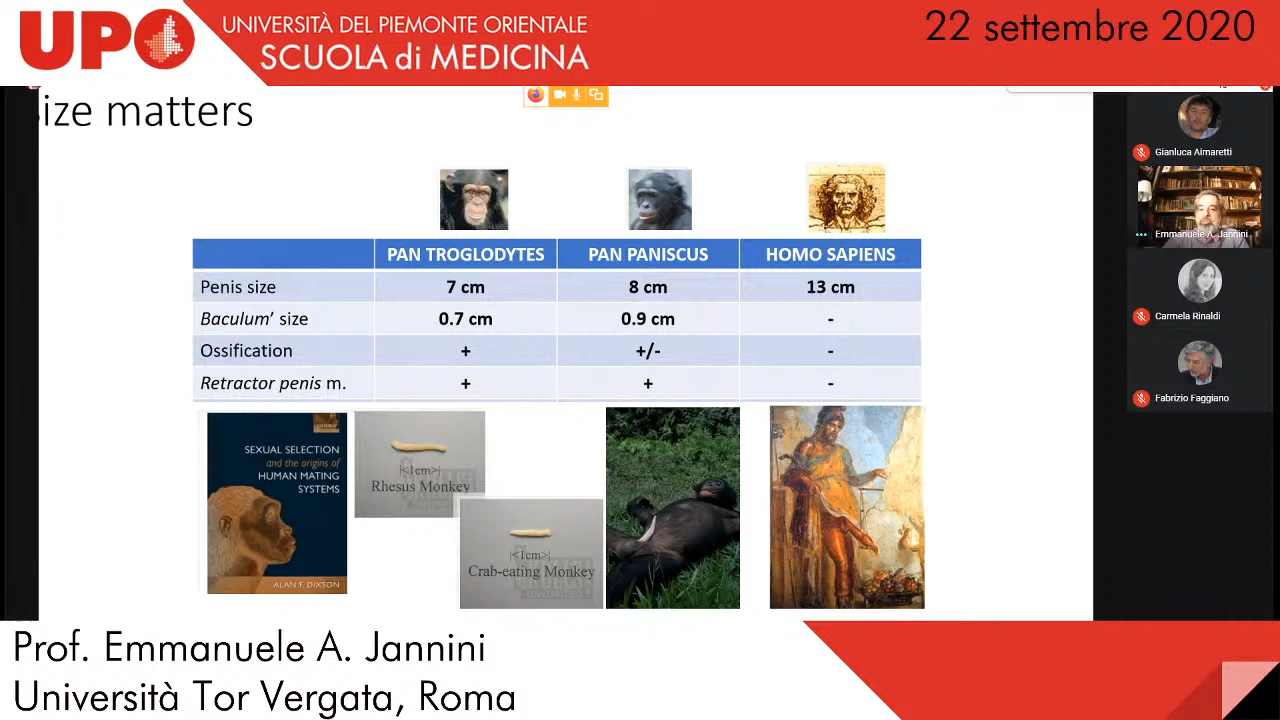 UPO
UNIVERSITÀ DEL PIEMONTE ORIENTALE
SCUOLA di MEDICINA
22 settembre 2020
ize matters
PAN TROGLODYTES PAN PANISCUS HOMO SAPIENS
Penis size 7 cm 8 cm 13 cm
Baculum’ size 0.7 cm 0.9 cm -
Ossification + +/- -
Retractor penis m. + + -
OXFORD
SEXUAL SELECTION
and the origins of
HUMAN MATING
SYSTEMS
ALAN F. DIXSON
|<1cm>|
Rhesus Monkey
|<1cm>|
Crab-eating Monkey
Gianluca Aimaretti
Emmanuele A. Jannini
Carmela Rinaldi
Fabrizio Faggiano
Prof. Emmanuele A. Jannini
Università Tor Vergata, Roma